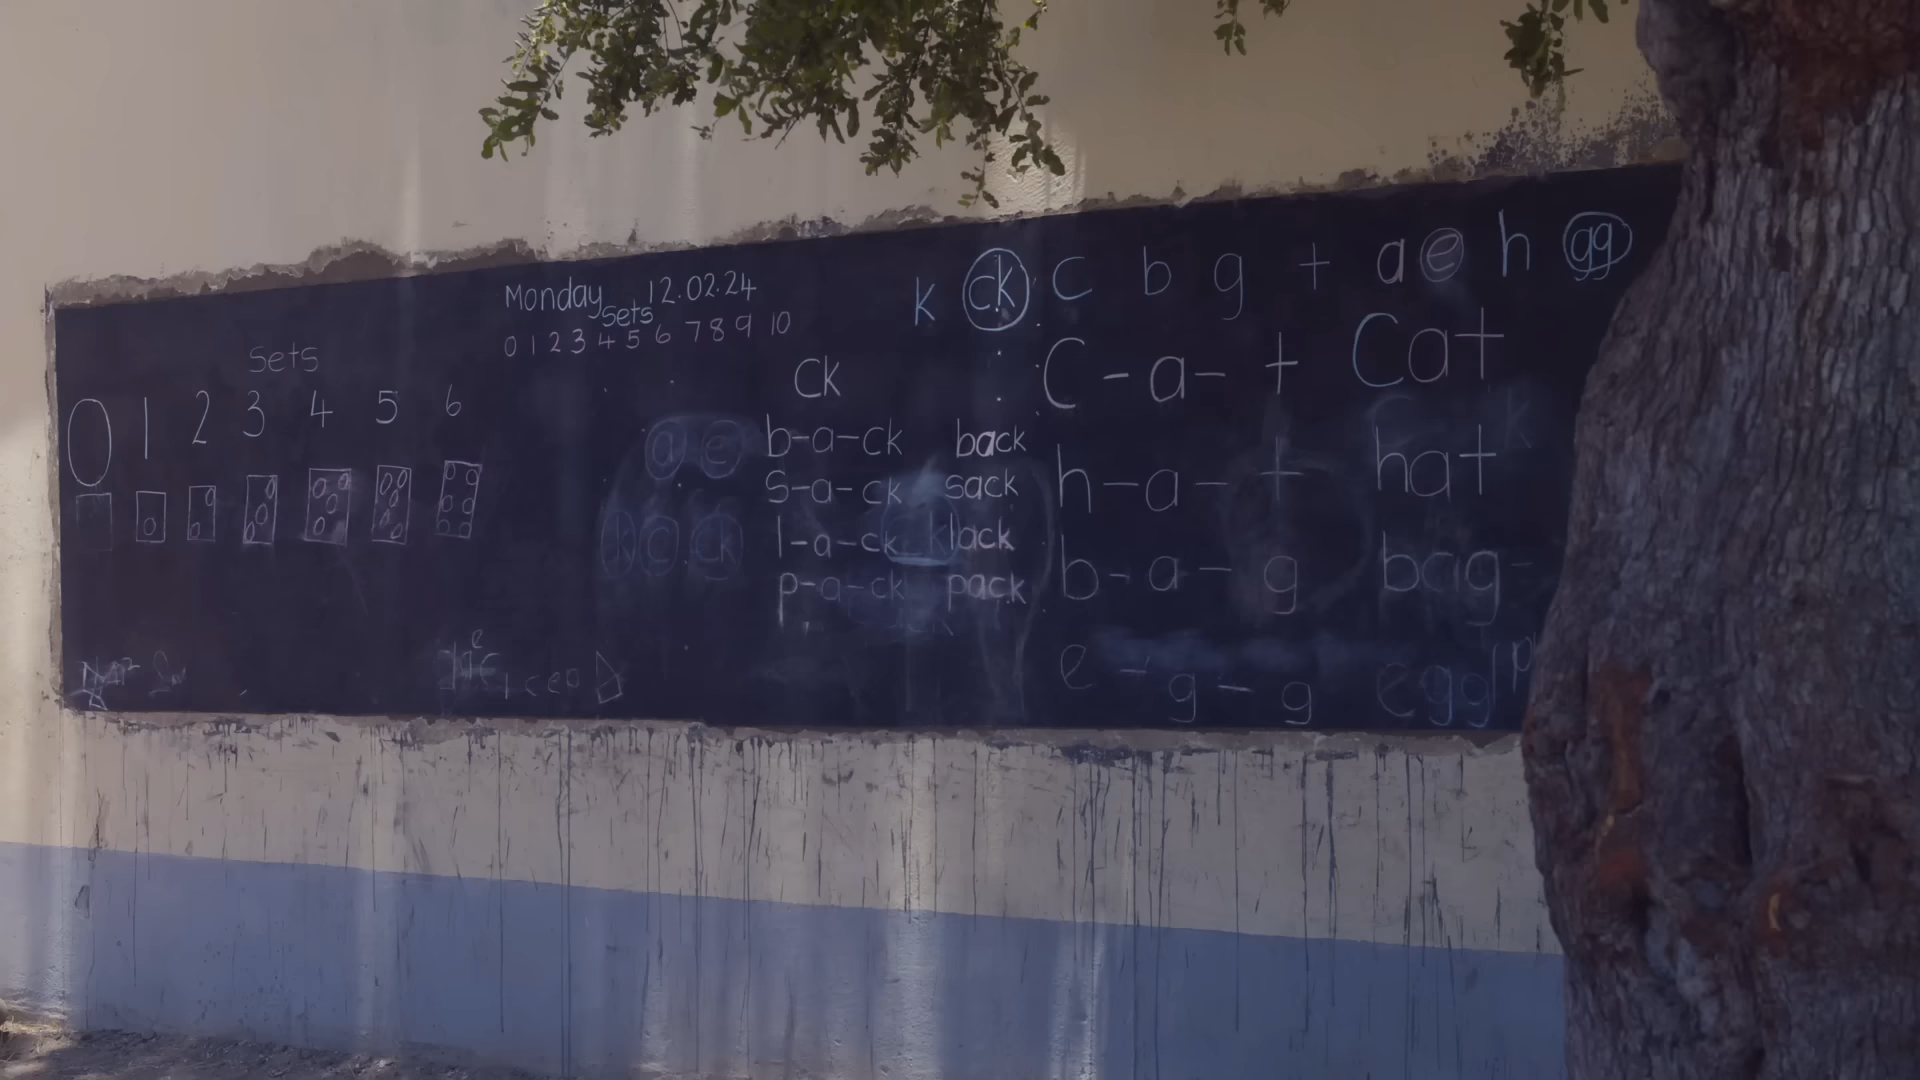 Monday 12.02.24
Sets
0 1 2 3 4 5 6 7 8 9 10
Sets
0 1 2 3 4 5 6
a e
k c ck
ck
b-a-ck back
s-a-ck sack
l-a-ck lack
p-a-ck pack
k ck c b g t a e h gg
C-a-t Cat
h-a-t hat
b-a-g bag
e-g-g egg